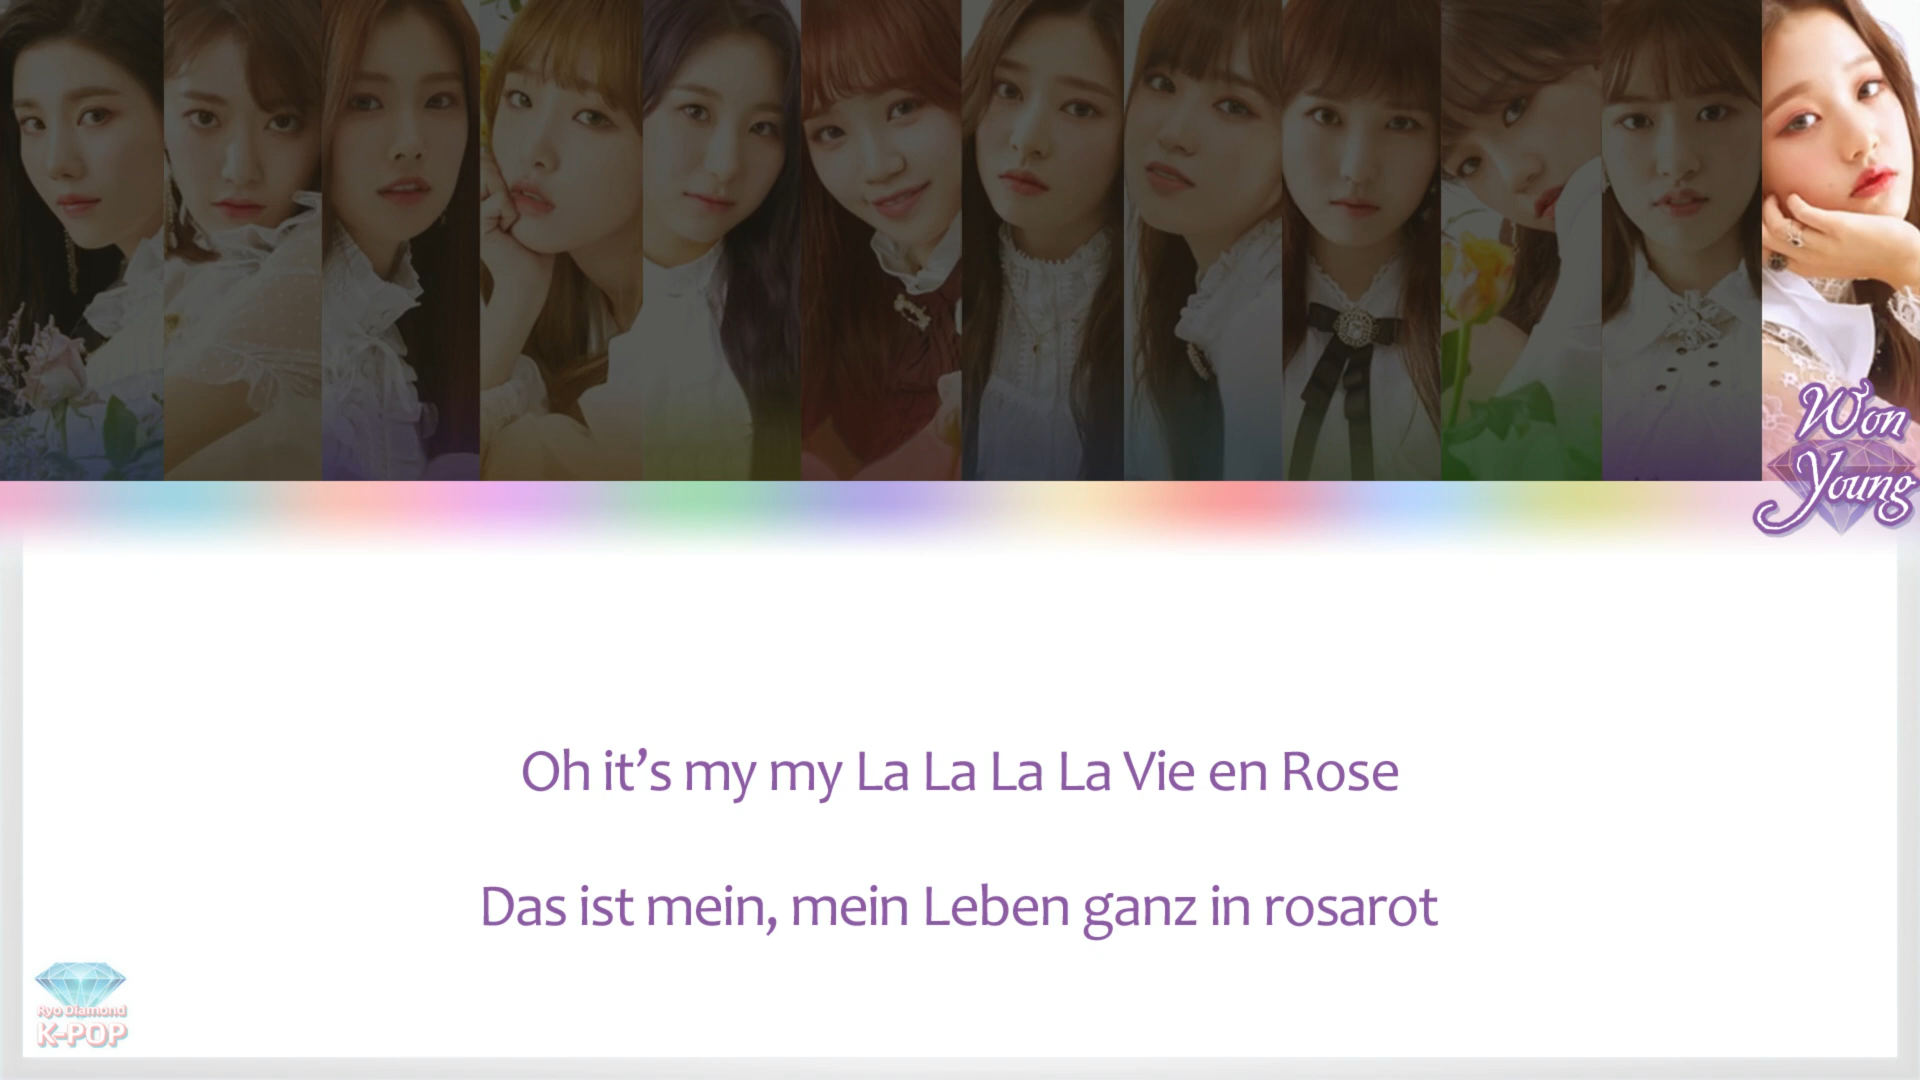 Won
Young
Oh it's my my La La La La Vie en Rose
Das ist mein, mein Leben ganz in rosarot
Ryo Diamond
K-POP